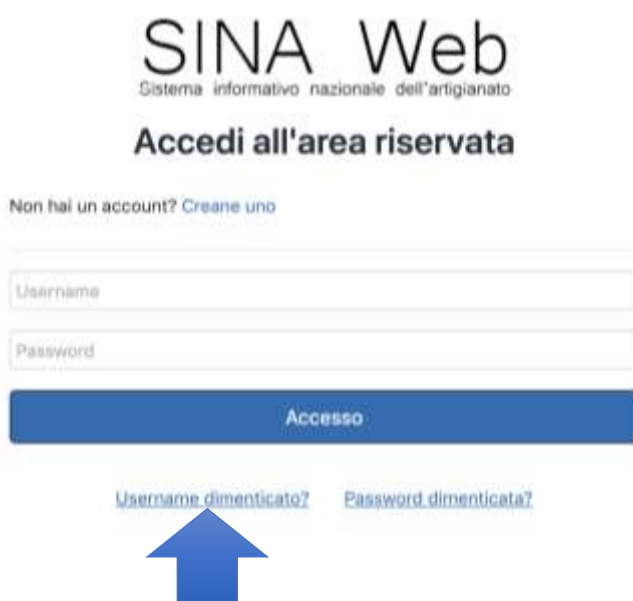 SINA Web
Sistema informativo nazionale dell'artigianato
Accedi all'area riservata
Non hai un account? Creane uno
Username
Password
Accesso
Username dimenticato? Password dimenticata?